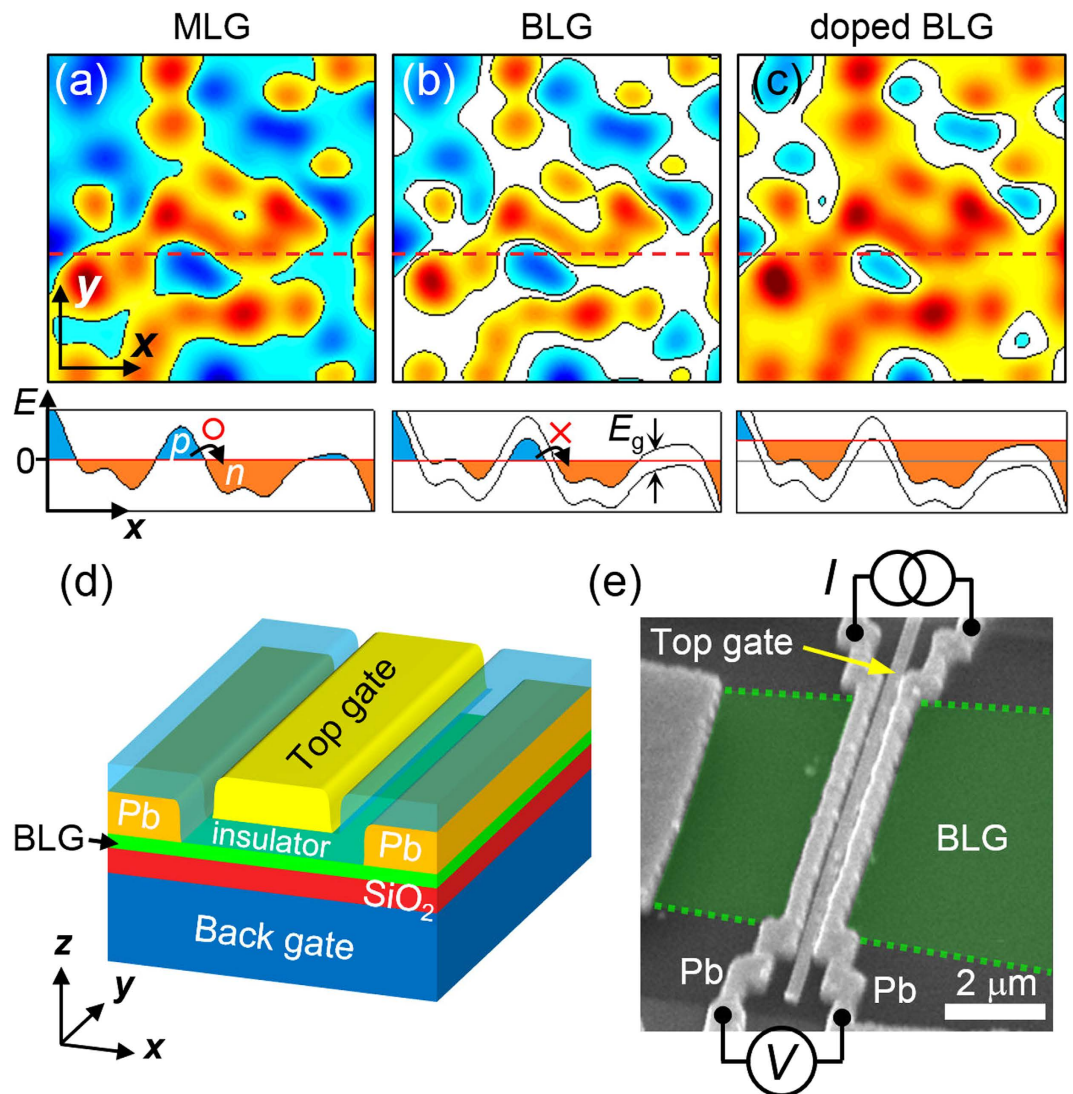 MLG
BLG
doped BLG
(a)
(b)
(c)
y
x
E
0
p
n
E_g
x
(d)
(e)
I
Top gate
Top gate
Pb
BLG
insulator
Pb
BLG
SiO₂
Back gate
z
y
x
Pb
Pb
2 μm
V